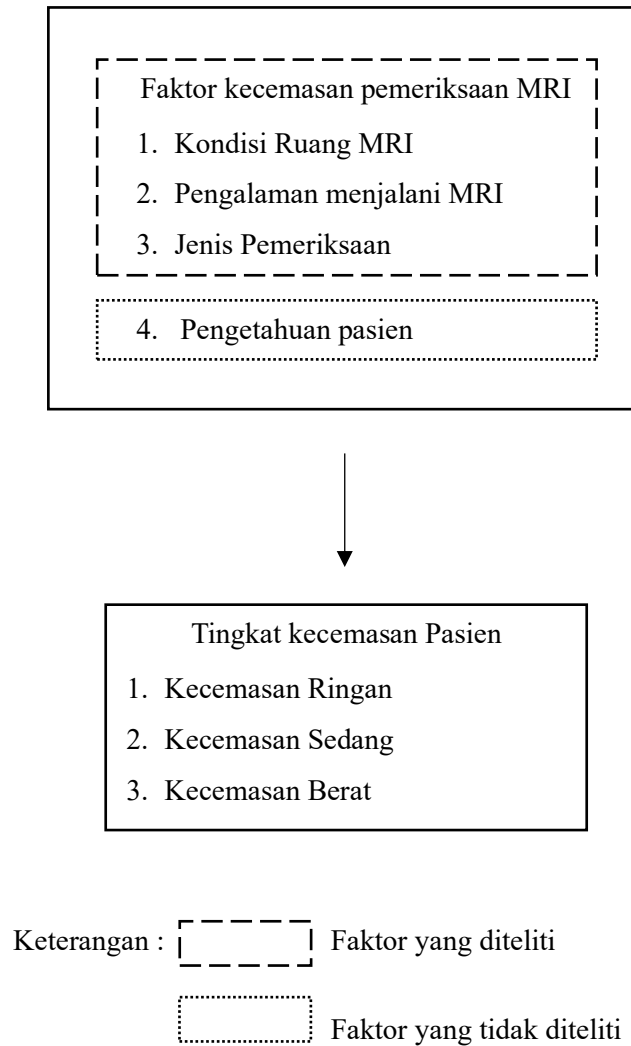 Faktor kecemasan pemeriksaan MRI
1. Kondisi Ruang MRI
2. Pengalaman menjalani MRI
3. Jenis Pemeriksaan
4. Pengetahuan pasien
Tingkat kecemasan Pasien
1. Kecemasan Ringan
2. Kecemasan Sedang
3. Kecemasan Berat
Keterangan : Faktor yang diteliti
Faktor yang tidak diteliti